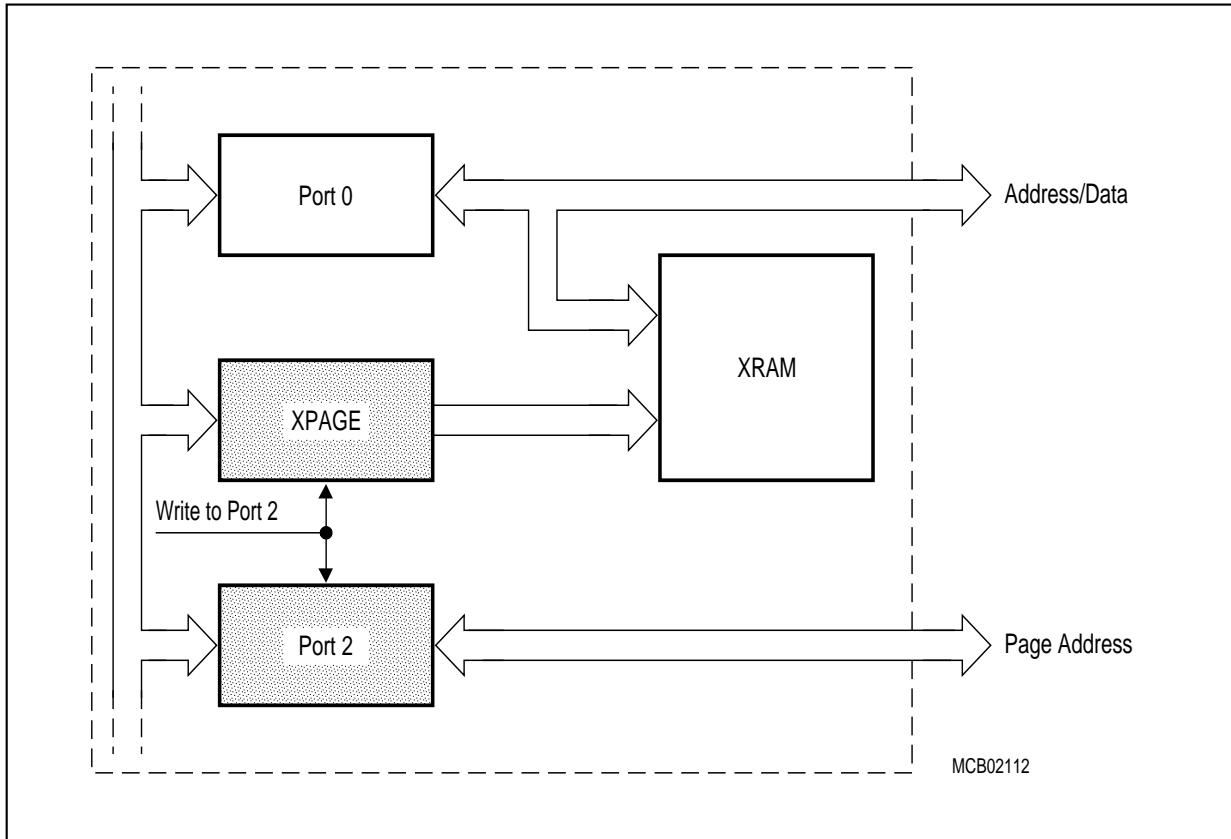 Port 0
Address/Data
XRAM
XPAGE
Write to Port 2
Port 2
Page Address
MCB02112